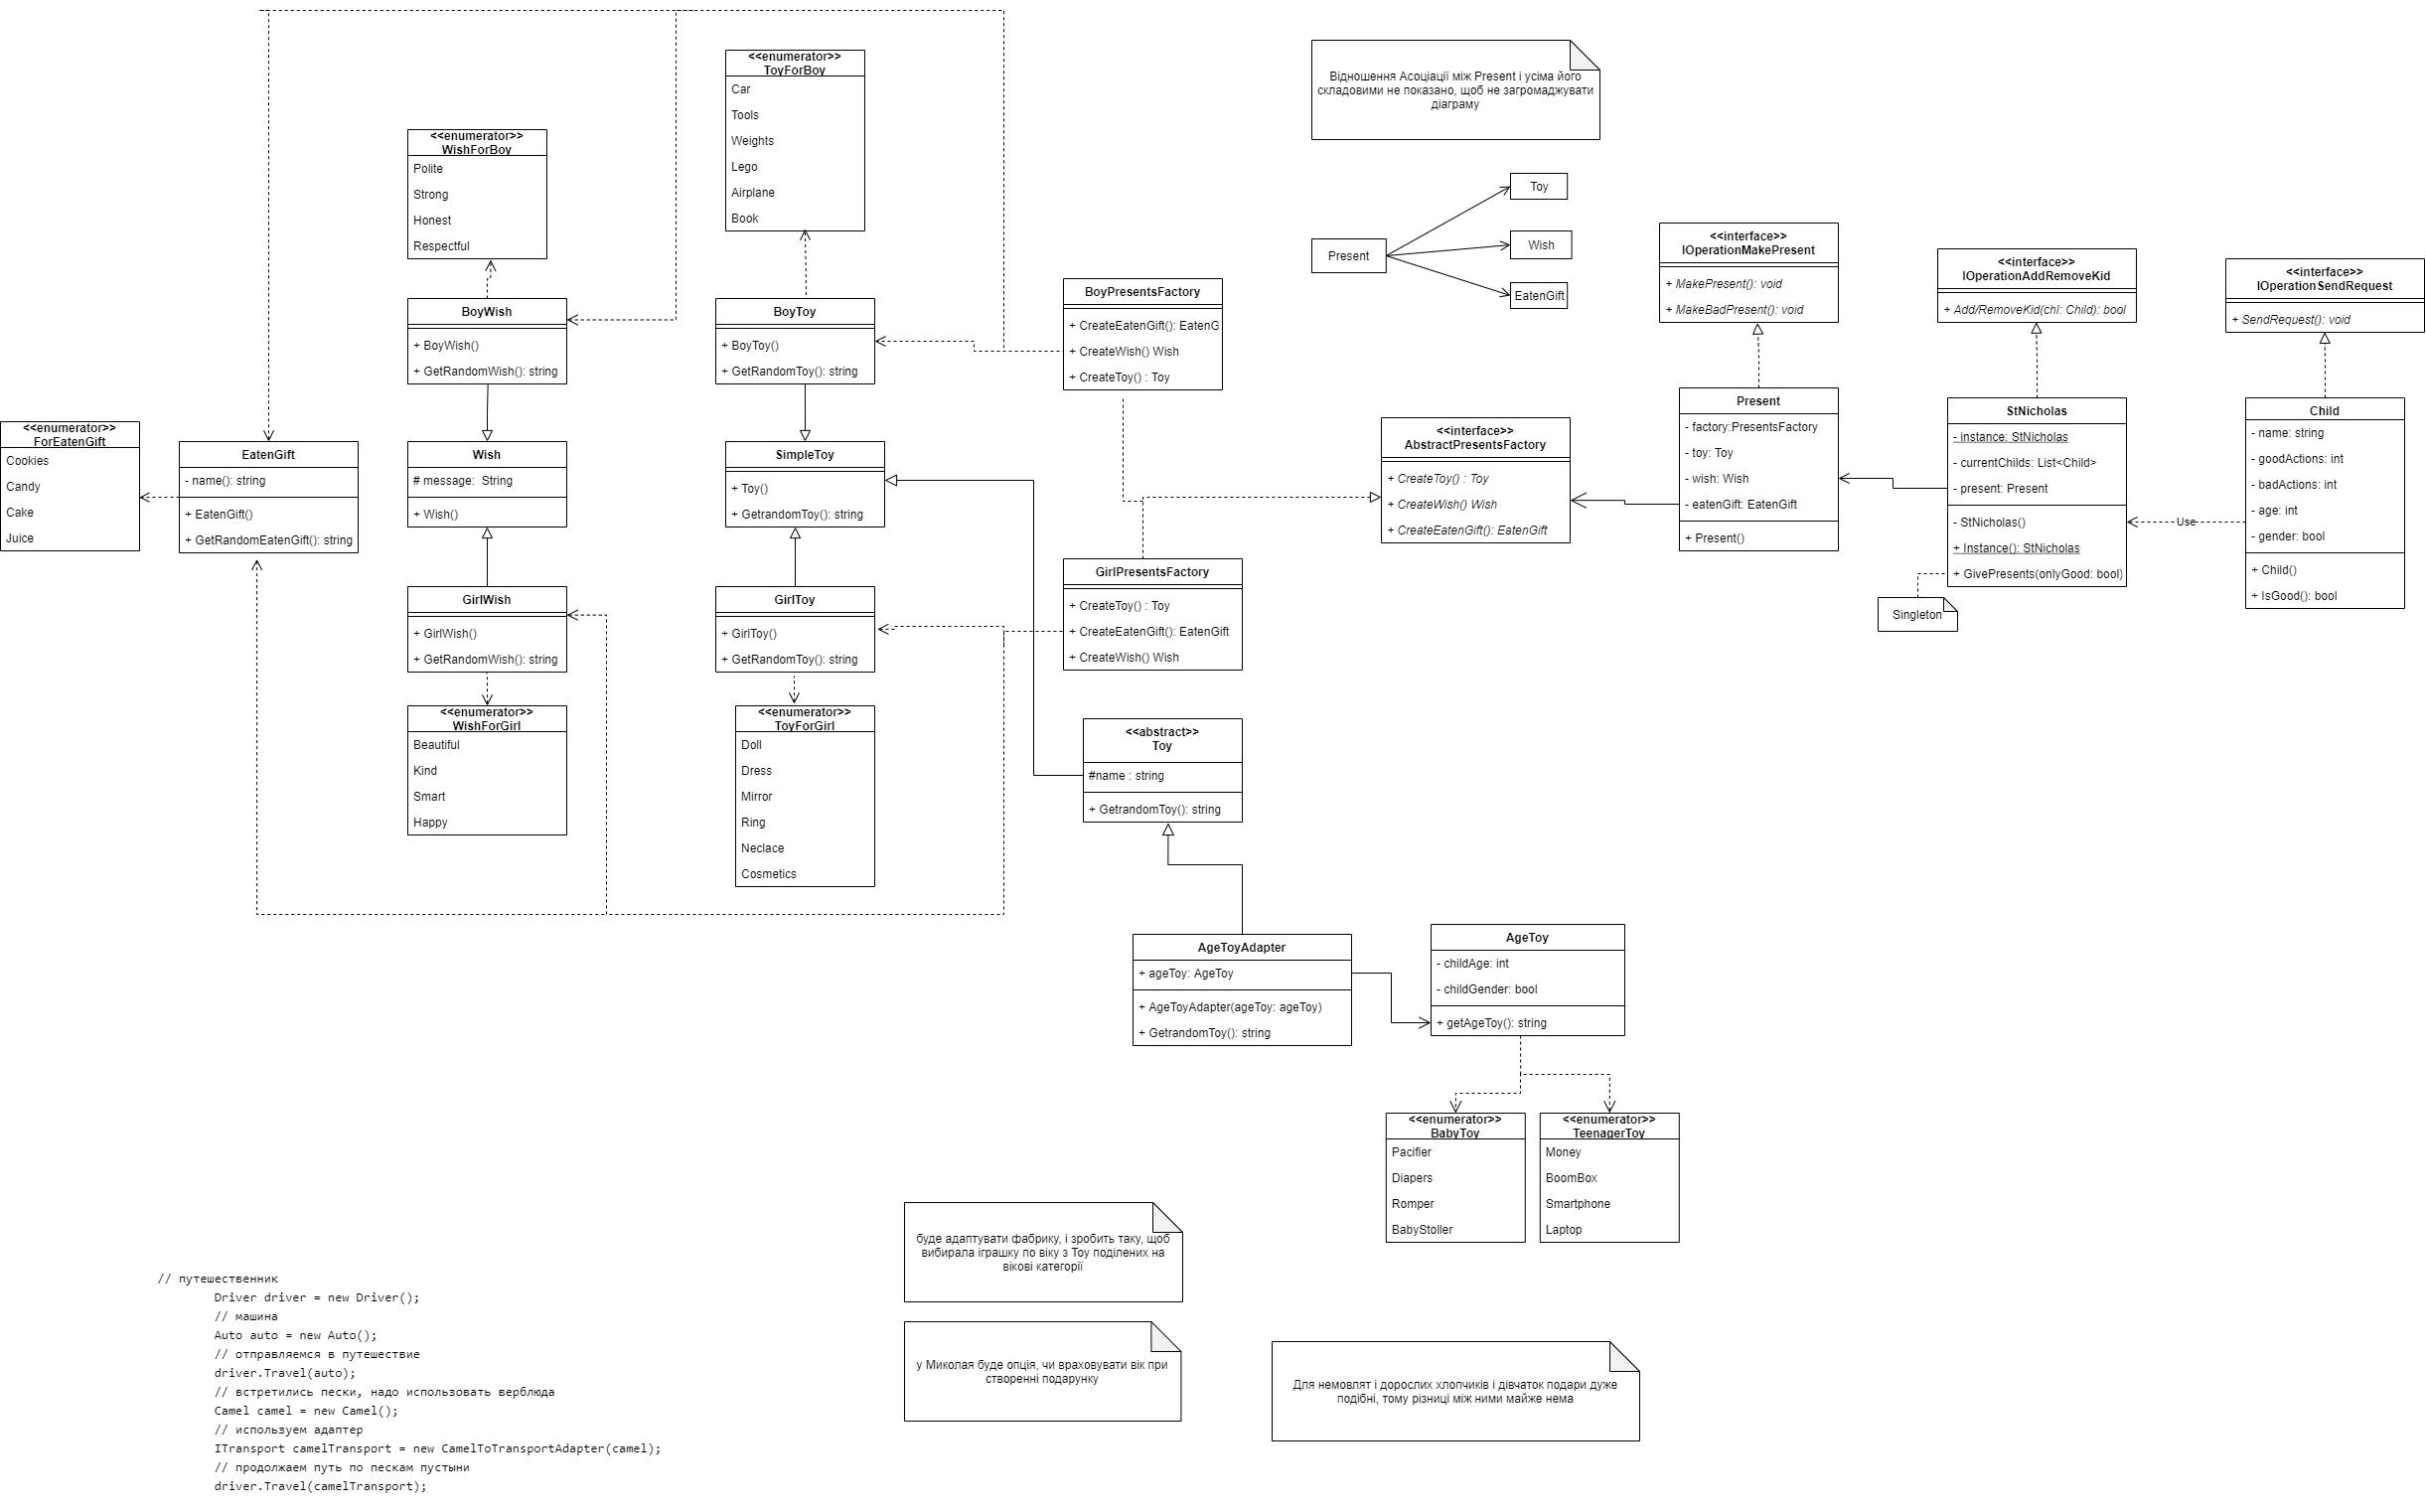 <<enumerator>>
ToyForBoy
Car
Tools
Weights
Lego
Airplane
Book
<<enumerator>>
WishForBoy
Polite
Strong
Honest
Respectful
BoyWish
+ BoyWish()
+ GetRandomWish(): string
BoyToy
+ BoyToy()
+ GetRandomToy(): string
BoyPresentsFactory
+ CreateEatenGift(): EatenG
+ CreateWish() Wish
+ CreateToy() : Toy
Відношення Асоціації між Present і усіма його
складовими не показано, щоб не загромаджувати
діаграму
Present
Toy
Wish
EatenGift
<<interface>>
IOperationMakePresent
+ MakePresent(): void
+ MakeBadPresent(): void
<<interface>>
IOperationAddRemoveKid
+ Add/RemoveKid(chl: Child): bool
<<interface>>
IOperationSendRequest
+ SendRequest(): void
<<enumerator>>
ForEatenGift
Cookies
Candy
Cake
Juice
EatenGift
- name(): string
+ EatenGift()
+ GetRandomEatenGift(): string
Wish
# message:  String
+ Wish()
SimpleToy
+ Toy()
+ GetrandomToy(): string
<<interface>>
AbstractPresentsFactory
+ CreateToy() : Toy
+ CreateWish() Wish
+ CreateEatenGift(): EatenGift
Present
- factory:PresentsFactory
- toy: Toy
- wish: Wish
- eatenGift: EatenGift
+ Present()
StNicholas
- instance: StNicholas
- currentChilds: List<Child>
- present: Present
- StNicholas()
+ Instance(): StNicholas
+ GivePresents(onlyGood: bool)
Singleton
Use
Child
- name: string
- goodActions: int
- badActions: int
- age: int
- gender: bool
+ Child()
+ IsGood(): bool
GirlWish
+ GirlWish()
+ GetRandomWish(): string
GirlToy
+ GirlToy()
+ GetRandomToy(): string
GirlPresentsFactory
+ CreateToy() : Toy
+ CreateEatenGift(): EatenGift
+ CreateWish() Wish
<<enumerator>>
WishForGirl
Beautiful
Kind
Smart
Happy
<<enumerator>>
ToyForGirl
Doll
Dress
Mirror
Ring
Neclace
Cosmetics
<<abstract>>
Toy
#name : string
+ GetrandomToy(): string
AgeToyAdapter
+ ageToy: AgeToy
+ AgeToyAdapter(ageToy: ageToy)
+ GetrandomToy(): string
AgeToy
- childAge: int
- childGender: bool
+ getAgeToy(): string
<<enumerator>>
BabyToy
Pacifier
Diapers
Romper
BabyStoller
<<enumerator>>
TeenagerToy
Money
BoomBox
Smartphone
Laptop
буде адаптувати фабрику, і зробить таку, щоб
вибирала іграшку по віку з Toy поділених на
вікові категорії
у Миколая буде опція, чи враховувати вік при
створенні подарунку
Для немовлят і дорослих хлопчиків і дівчаток подари дуже
подібні, тому різниці між ними майже нема
// путешественник
Driver driver = new Driver();
// машина
Auto auto = new Auto();
// отправляемся в путешествие
driver.Travel(auto);
// встретились пески, надо использовать верблюда
Camel camel = new Camel();
// используем адаптер
ITransport camelTransport = new CamelToTransportAdapter(camel);
// продолжаем путь по пескам пустыни
driver.Travel(camelTransport);